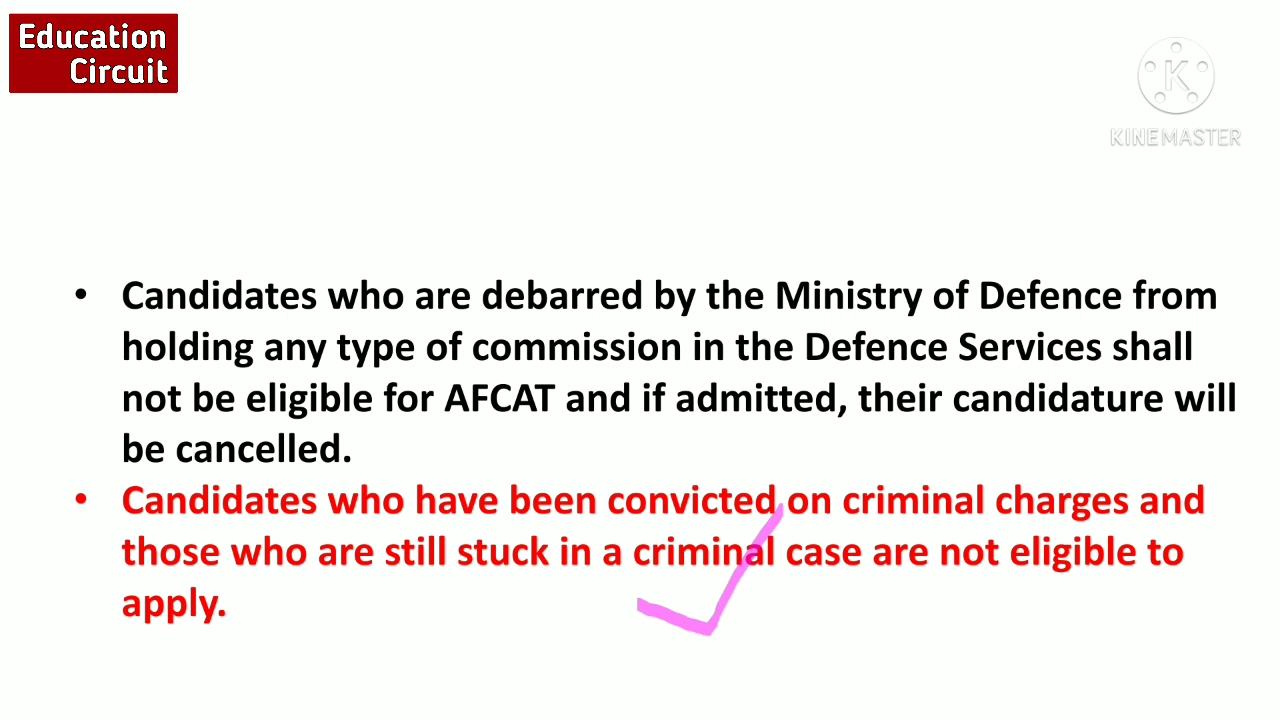 Education
Circuit
K
KINEMASTER
• Candidates who are debarred by the Ministry of Defence from
holding any type of commission in the Defence Services shall
not be eligible for AFCAT and if admitted, their candidature will
be cancelled.
• Candidates who have been convicted on criminal charges and
those who are still stuck in a criminal case are not eligible to
apply.